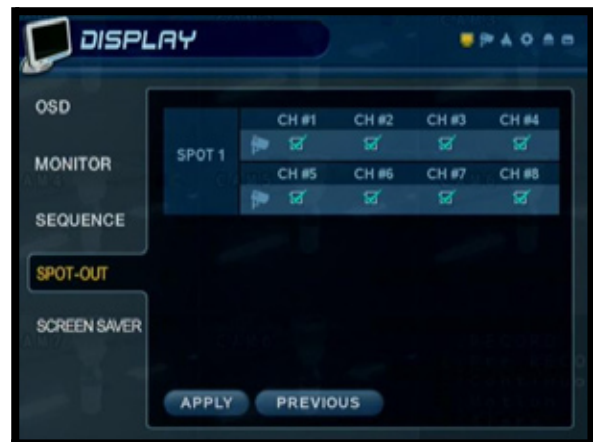 DISPLAY
OSD
MONITOR
SEQUENCE
SPOT-OUT
SCREEN SAVER
CH #1 CH #2 CH #3 CH #4
SPOT 1
CH #5 CH #6 CH #7 CH #8
APPLY PREVIOUS